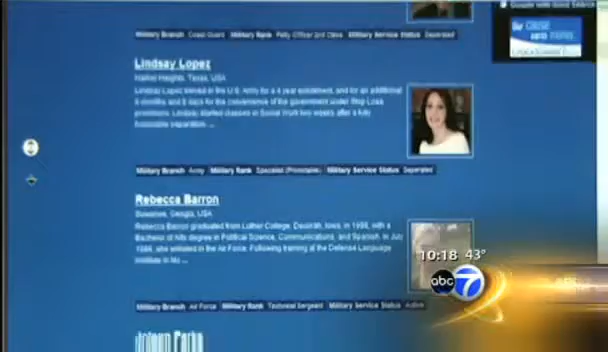 Military Branch Coast Guard Military Rank Petty Officer 2nd Class Military Service Status Separated
Lindsay Lopez
Harker Heights, Texas, USA
Lindsay Lopez served in the U.S. Army for a 4 year enlistment, and for an additional
6 months and 8 days for the convenience of the government under Stop Loss
provisions. Lindsay started classes in Social Work two weeks after a fully
honorable separation. ...
Military Branch Army Military Rank Specialist (Promotable) Military Service Status Separated
Rebecca Barron
Suwanee, Georgia, USA
Rebecca Barron graduated from Luther College, Decorah, Iowa, in 1998, with a
Bachelor of Arts degree in Political Science, Communications, and Spanish. In July
she enlisted in the Air Force. Following training at the Defense Language
Institute in
Military Branch Air Force Military Rank Technical Sergeant Military Service Status Active
10:18 43°
abc 7